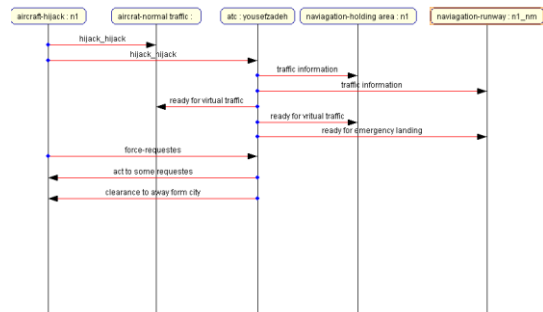 aircraft-hijack : n1
aircrat-normal traffic :
atc : yousefzadeh
naviagation-holding area : n1
naviagation-runway : n1_nm
hijack_hijack
hijack_hijack
traffic information
traffic information
ready for virtual traffic
ready for vritual traffic
ready for emergency landing
force-requestes
act to some requestes
clearance to away form city